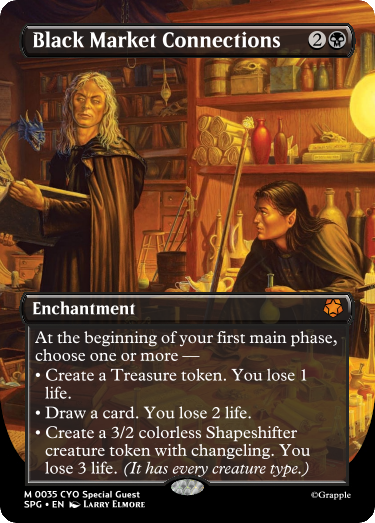 Black Market Connections 2
Enchantment
At the beginning of your first main phase,
choose one or more —
• Create a Treasure token. You lose 1
life.
• Draw a card. You lose 2 life.
• Create a 3/2 colorless Shapeshifter
creature token with changeling. You
lose 3 life. (It has every creature type.)
M 0035 CYO Special Guest
SPG • EN Larry Elmore
©Grapple